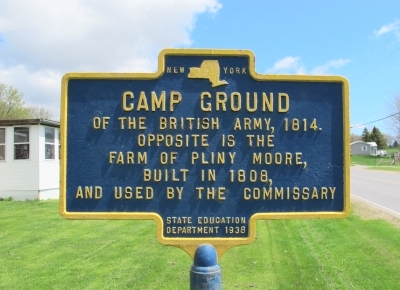 NEW YORK
CAMP GROUND
OF THE BRITISH ARMY, 1814.
OPPOSITE IS THE
FARM OF PLINY MOORE,
BUILT IN 1808,
AND USED BY THE COMMISSARY
STATE EDUCATION
DEPARTMENT 1938